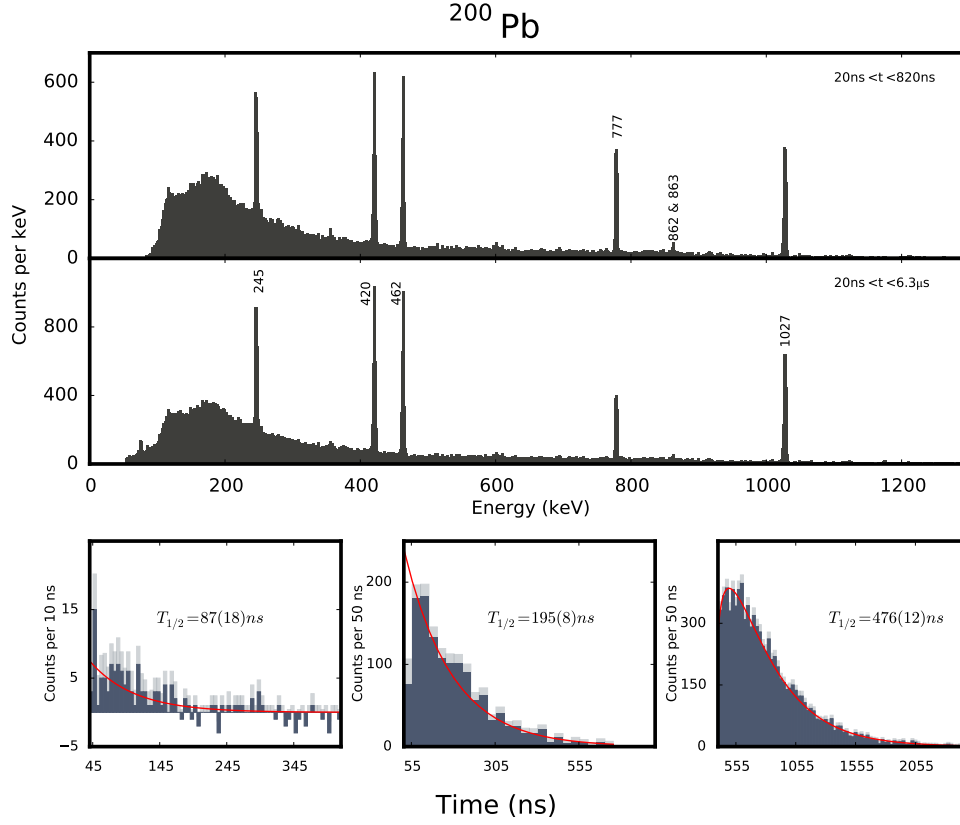 ²⁰⁰Pb
Counts per keV
600
400
200
0
20ns < t < 820ns
777
862 & 863
800
400
0
20ns < t < 6.3μs
245
420
462
1027
0 200 400 600 800 1000 1200
Energy (keV)
Counts per 10 ns
15
5
−5
T1/2=87(18)ns
45 145 245 345
Counts per 50 ns
200
100
0
T1/2=195(8)ns
55 305 555
Counts per 50 ns
300
150
0
T1/2=476(12)ns
555 1055 1555 2055
Time (ns)